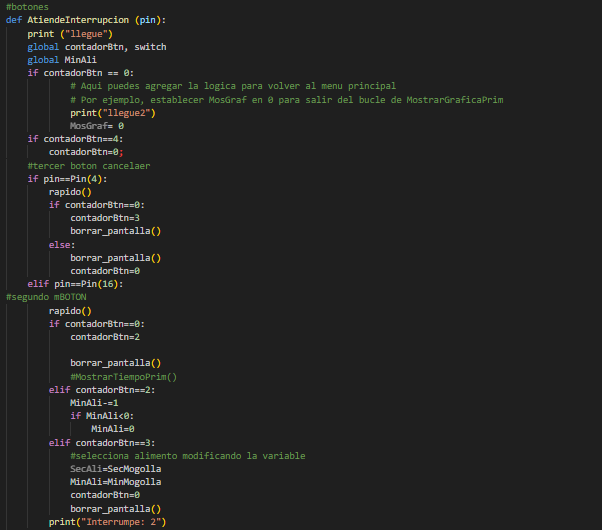 #botones
def AtiendeInterrupcion (pin):
    print ("llegue")
    global contadorBtn, switch
    global MinAli
    if contadorBtn == 0:
            # Aqui puedes agregar la logica para volver al menu principal
            # Por ejemplo, establecer MosGraf en 0 para salir del bucle de MostrarGraficaPrim
            print("llegue2")
            MosGraf= 0
    if contadorBtn==4:
        contadorBtn=0;
    #tercer boton cancelaer
    if pin==Pin(4):
        rapido()
        if contadorBtn==0:
            contadorBtn=3
            borrar_pantalla()
        else:
            borrar_pantalla()
            contadorBtn=0
    elif pin==Pin(16):
#segundo mBOTON
        rapido()
        if contadorBtn==0:
            contadorBtn=2

            borrar_pantalla()
            #MostrarTiempoPrim()
        elif contadorBtn==2:
            MinAli-=1
            if MinAli<0:
                MinAli=0
        elif contadorBtn==3:
            #selecciona alimento modificando la variable
            SecAli=SecMogolla
            MinAli=MinMogolla
            contadorBtn=0
            borrar_pantalla()
        print("Interrumpe: 2")